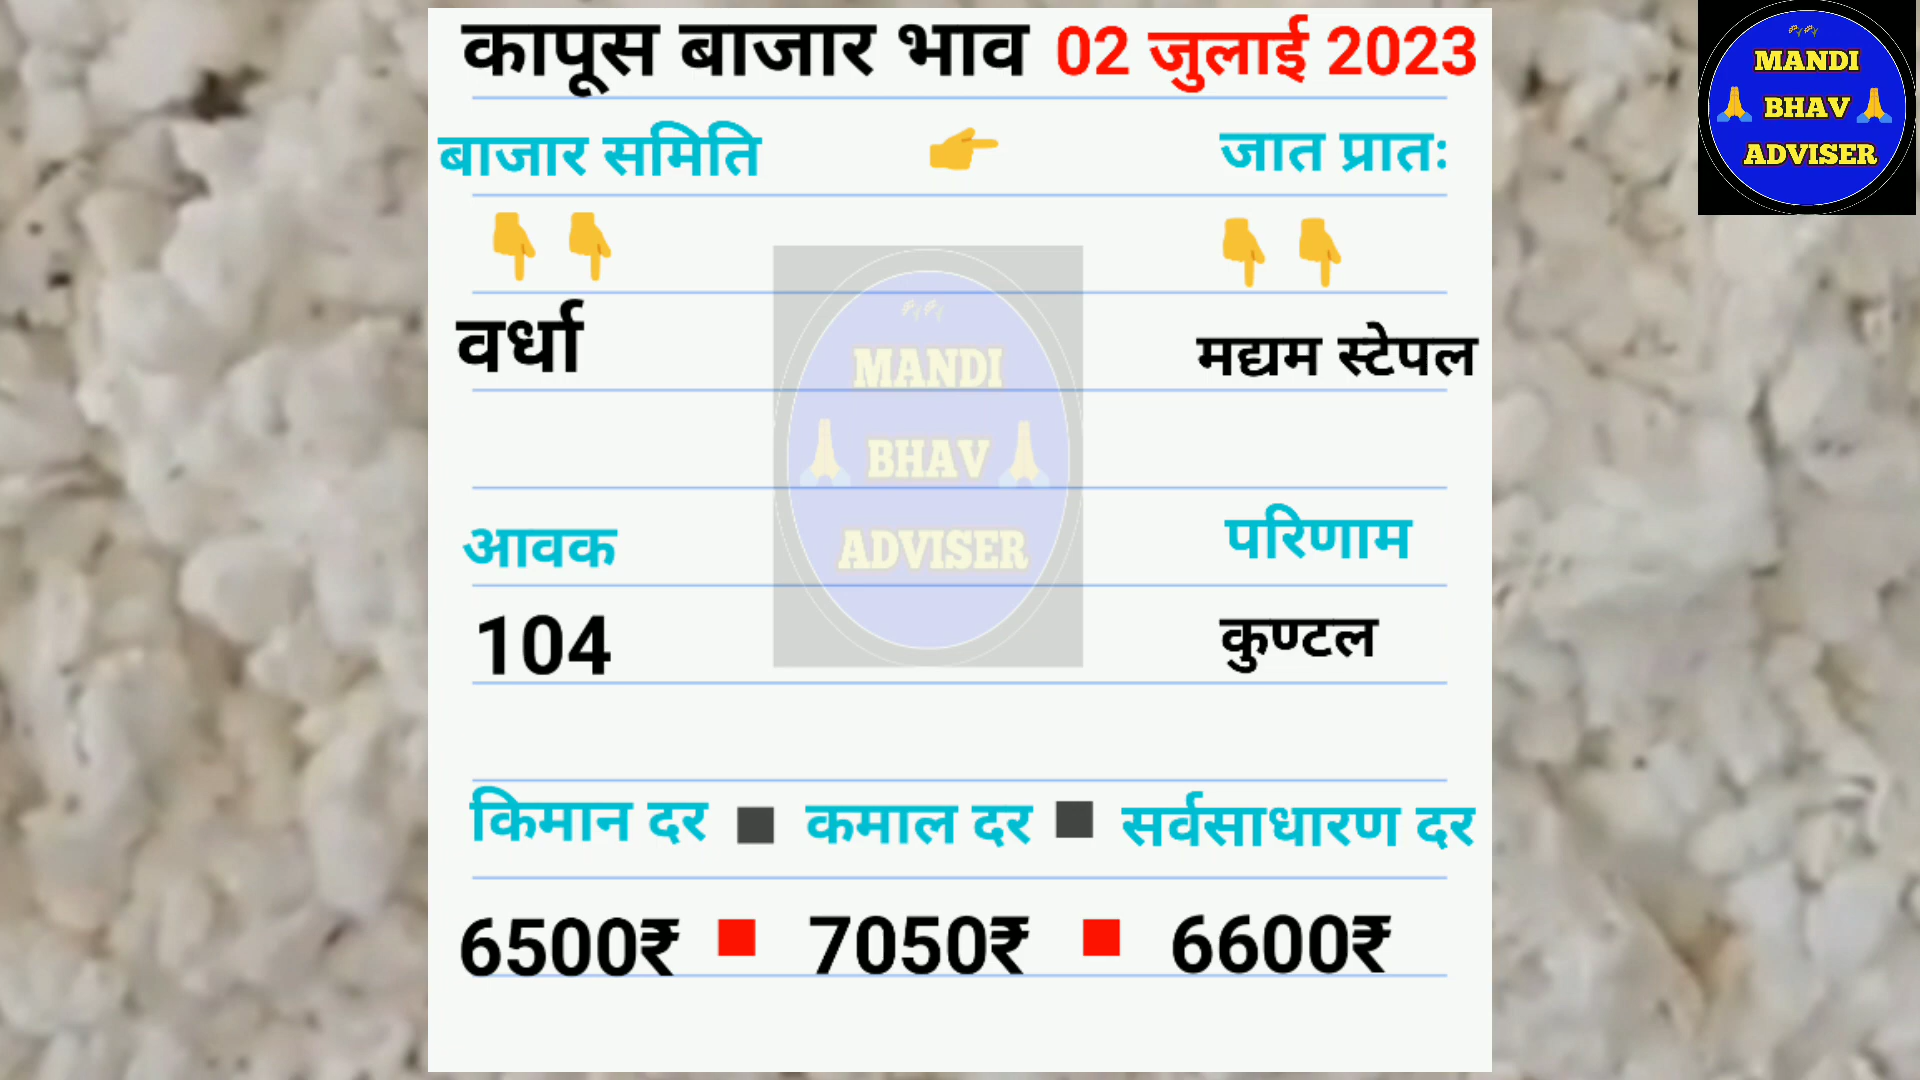 कापूस बाजार भाव 02 जुलाई 2023
MANDI
BHAV
ADVISER
बाजार समिति 👉 जात प्रातः
👇👇 👇👇
वर्धा मद्यम स्टेपल
MANDI
BHAV
ADVISER
आवक परिणाम
104 कुण्टल
किमान दर ◼ कमाल दर ◼ सर्वसाधारण दर
6500₹ 🟥 7050₹ 🟥 6600₹